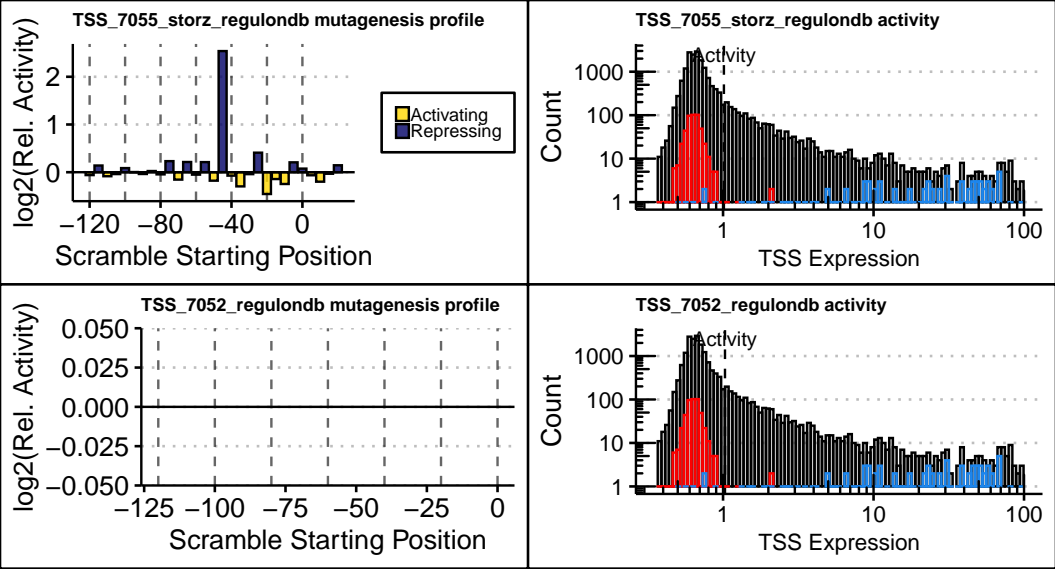 TSS_7055_storz_regulondb mutagenesis profile
log2(Rel. Activity)
2
1
0
−120 −80 −40 0
Scramble Starting Position
Activating
Repressing
TSS_7055_storz_regulondb activity
Activity
Count
1000
100
10
1
1 10 100
TSS Expression
TSS_7052_regulondb mutagenesis profile
log2(Rel. Activity)
0.050
0.025
0.000
−0.025
−0.050
−125 −100 −75 −50 −25 0
Scramble Starting Position
TSS_7052_regulondb activity
Activity
Count
1000
100
10
1
1 10 100
TSS Expression